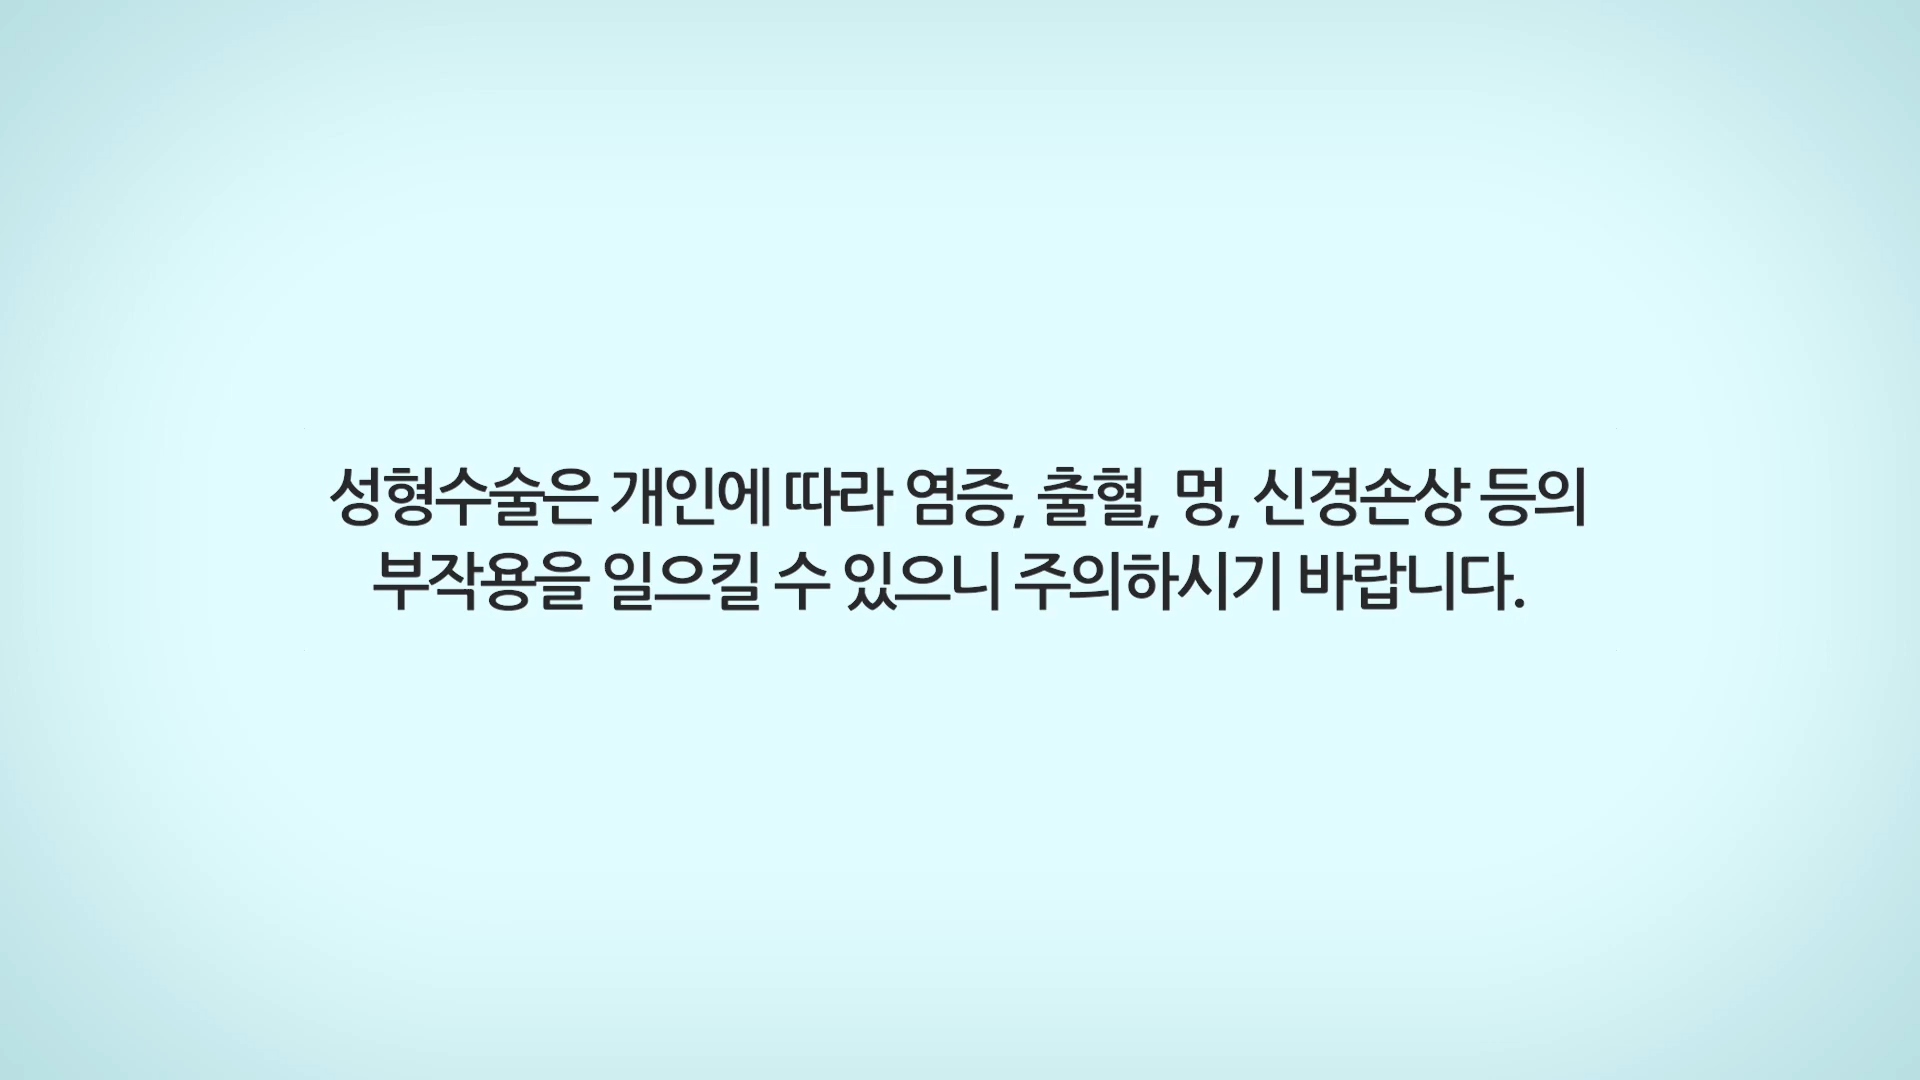 성형수술은 개인에 따라 염증, 출혈, 멍, 신경손상 등의
부작용을 일으킬 수 있으니 주의하시기 바랍니다.